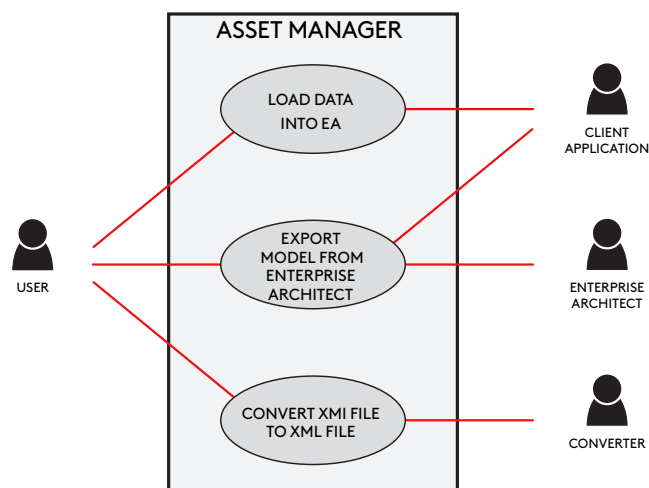 ASSET MANAGER
LOAD DATA
INTO EA
CLIENT
APPLICATION
EXPORT
MODEL FROM
ENTERPRISE
ARCHITECT
USER
ENTERPRISE
ARCHITECT
CONVERT XMI FILE
TO XML FILE
CONVERTER